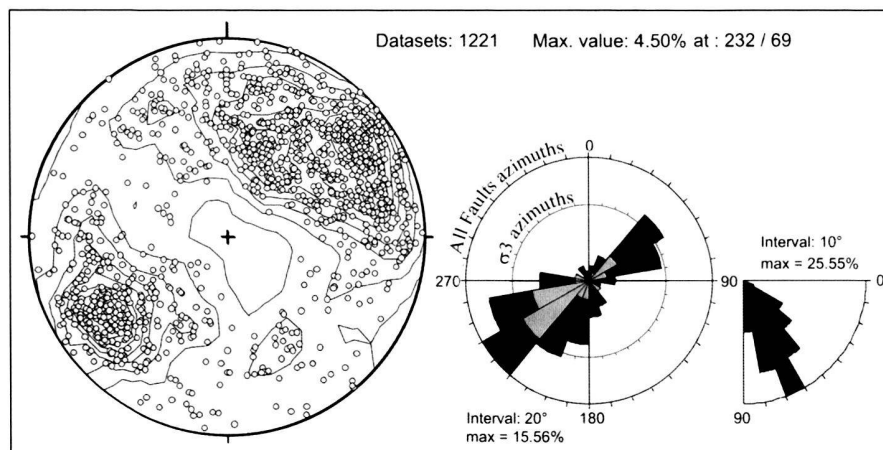 Datasets: 1221 Max. value: 4.50% at : 232 / 69
All Faults azimuths
σ3 azimuths
0
270
90
180
Interval: 20°
max = 15.56%
Interval: 10°
max = 25.55%
0
90